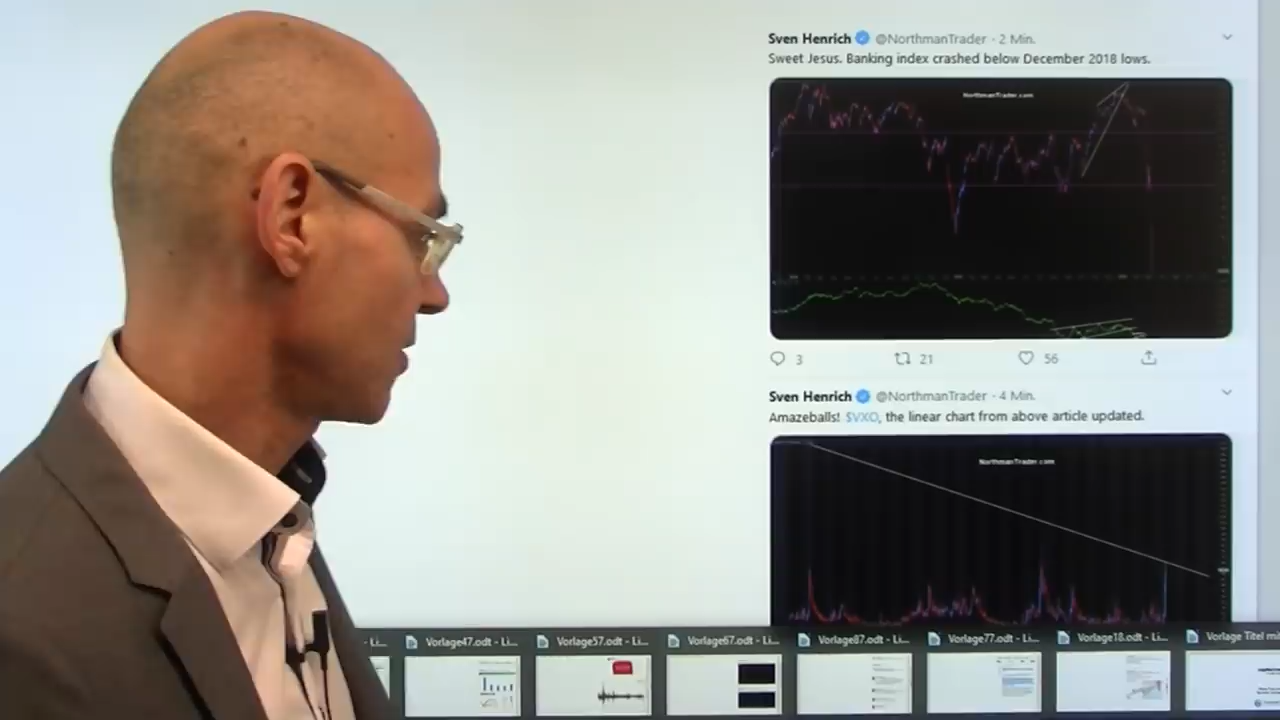 Sven Henrich @NorthmanTrader · 2 Min.
Sweet Jesus. Banking index crashed below December 2018 lows.
NorthmanTrader.com
3 21 56
Sven Henrich @NorthmanTrader · 4 Min.
Amazeballs! $VXO, the linear chart from above article updated.
NorthmanTrader.com
- Li... Vorlage47.odt - Li... Vorlage57.odt - Li... Vorlage67.odt - Li... Vorlage87.odt - Li... Vorlage77.odt - Li... Vorlage18.odt - Li... Vorlage Titel mi